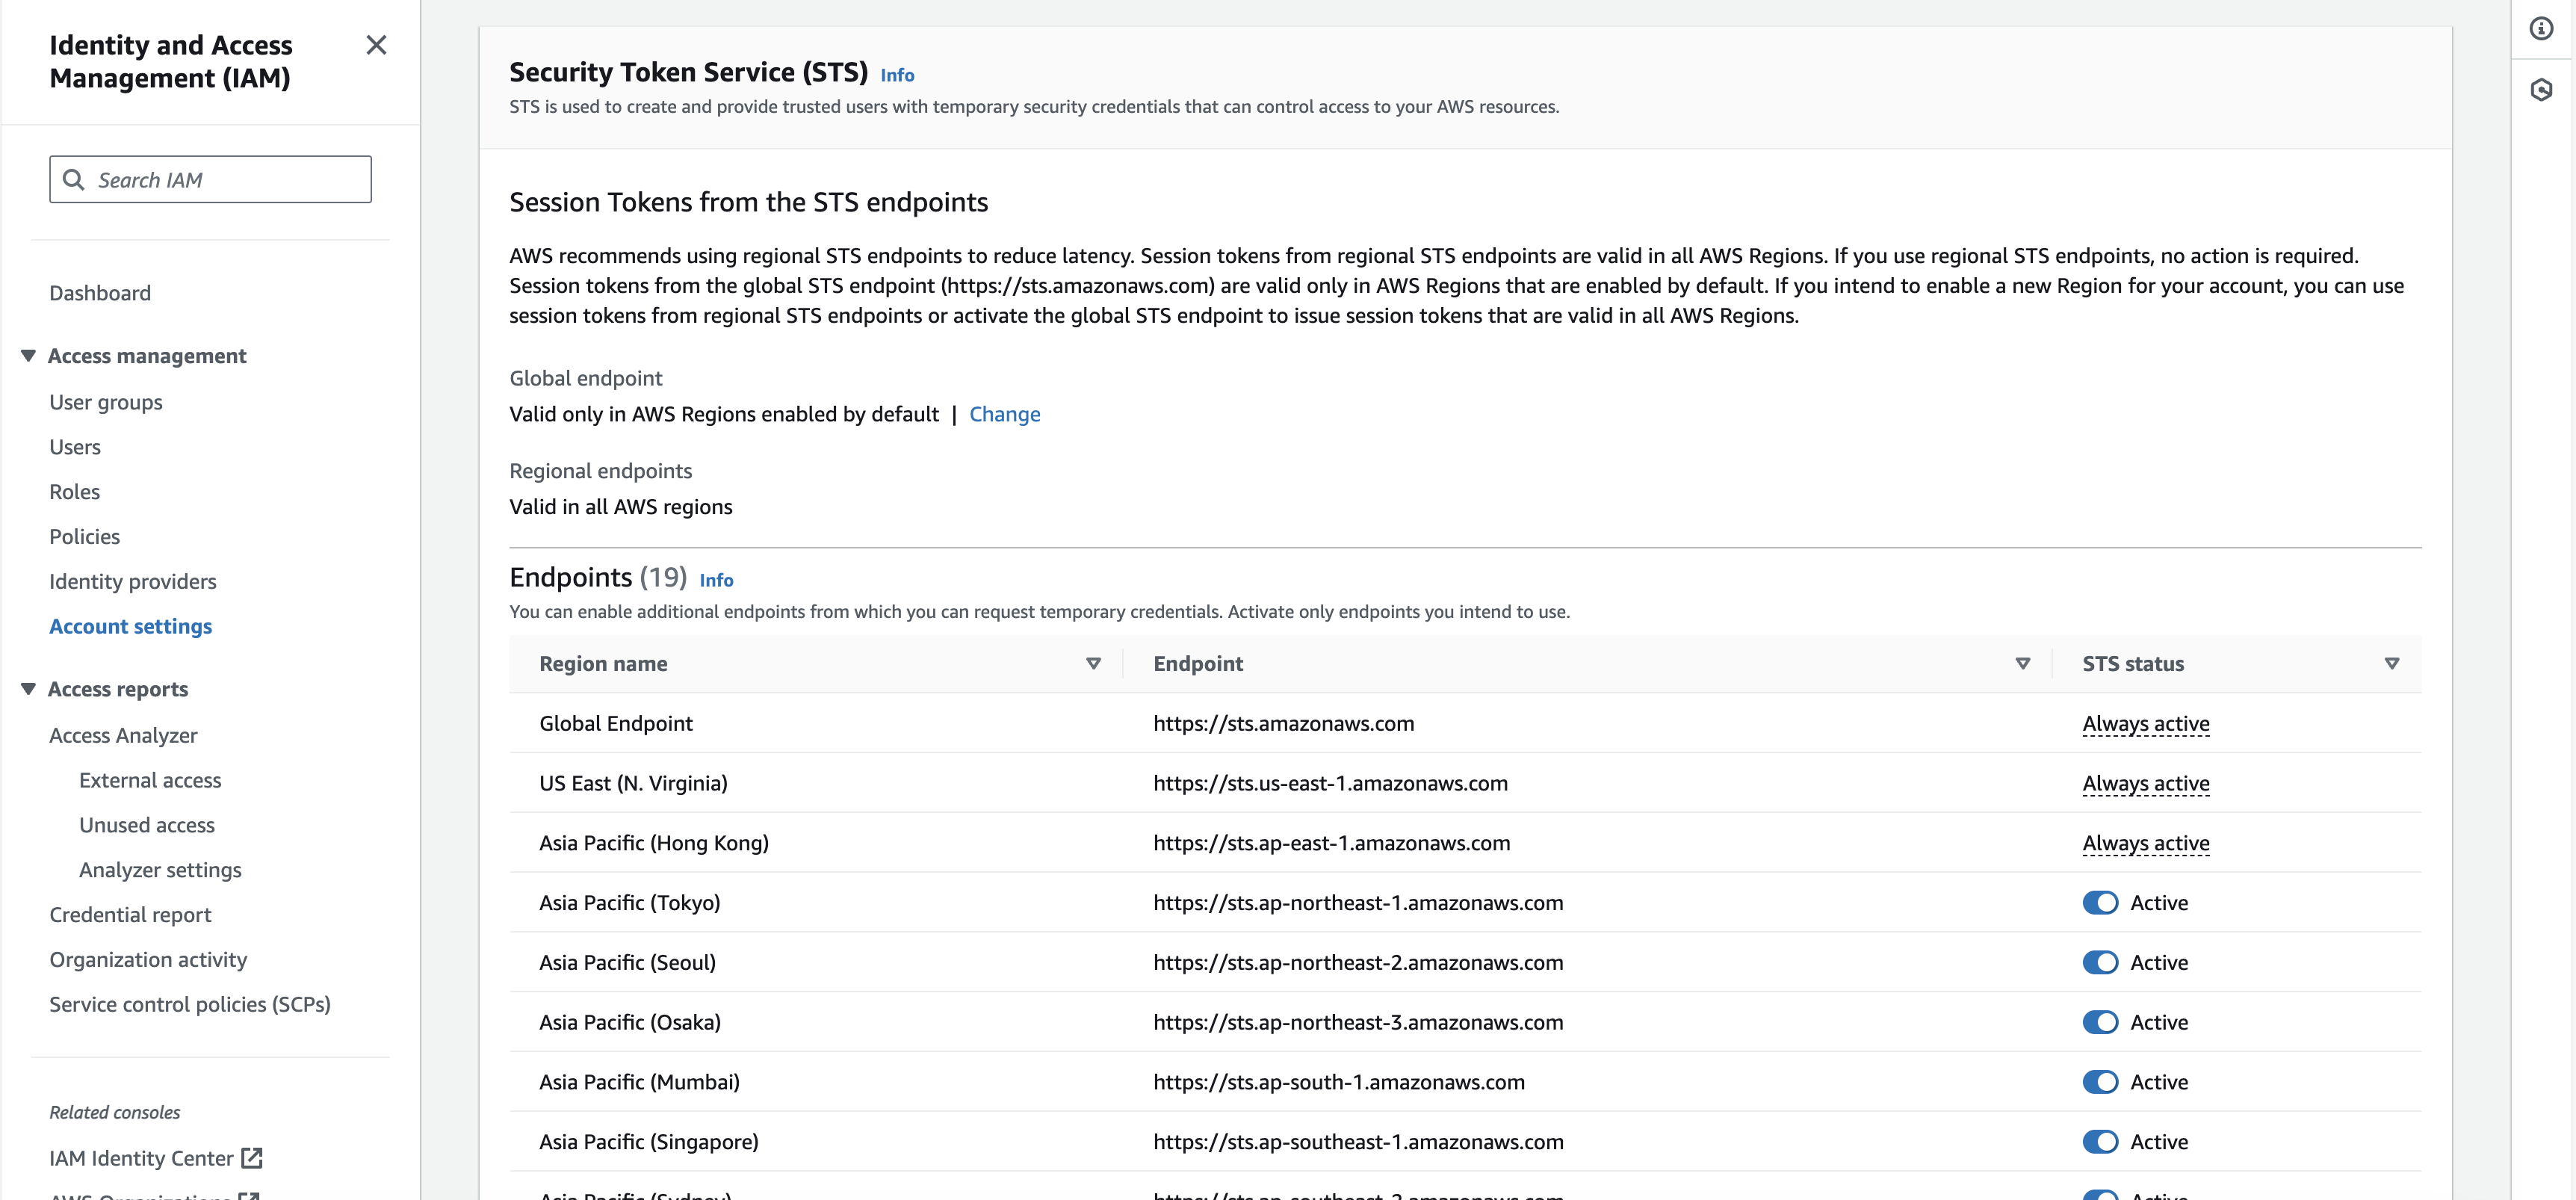 Identity and Access
Management (IAM)
Search IAM
Dashboard
Access management
User groups
Users
Roles
Policies
Identity providers
Account settings
Access reports
Access Analyzer
External access
Unused access
Analyzer settings
Credential report
Organization activity
Service control policies (SCPs)
Related consoles
IAM Identity Center
AWS Organizations
Security Token Service (STS) Info
STS is used to create and provide trusted users with temporary security credentials that can control access to your AWS resources.
Session Tokens from the STS endpoints
AWS recommends using regional STS endpoints to reduce latency. Session tokens from regional STS endpoints are valid in all AWS Regions. If you use regional STS endpoints, no action is required.
Session tokens from the global STS endpoint (https://sts.amazonaws.com) are valid only in AWS Regions that are enabled by default. If you intend to enable a new Region for your account, you can use
session tokens from regional STS endpoints or activate the global STS endpoint to issue session tokens that are valid in all AWS Regions.
Global endpoint
Valid only in AWS Regions enabled by default | Change
Regional endpoints
Valid in all AWS regions
Endpoints (19) Info
You can enable additional endpoints from which you can request temporary credentials. Activate only endpoints you intend to use.
Region name Endpoint STS status
Global Endpoint https://sts.amazonaws.com Always active
US East (N. Virginia) https://sts.us-east-1.amazonaws.com Always active
Asia Pacific (Hong Kong) https://sts.ap-east-1.amazonaws.com Always active
Asia Pacific (Tokyo) https://sts.ap-northeast-1.amazonaws.com Active
Asia Pacific (Seoul) https://sts.ap-northeast-2.amazonaws.com Active
Asia Pacific (Osaka) https://sts.ap-northeast-3.amazonaws.com Active
Asia Pacific (Mumbai) https://sts.ap-south-1.amazonaws.com Active
Asia Pacific (Singapore) https://sts.ap-southeast-1.amazonaws.com Active
Asia Pacific (Sydney) https://sts.ap-southeast-2.amazonaws.com Active